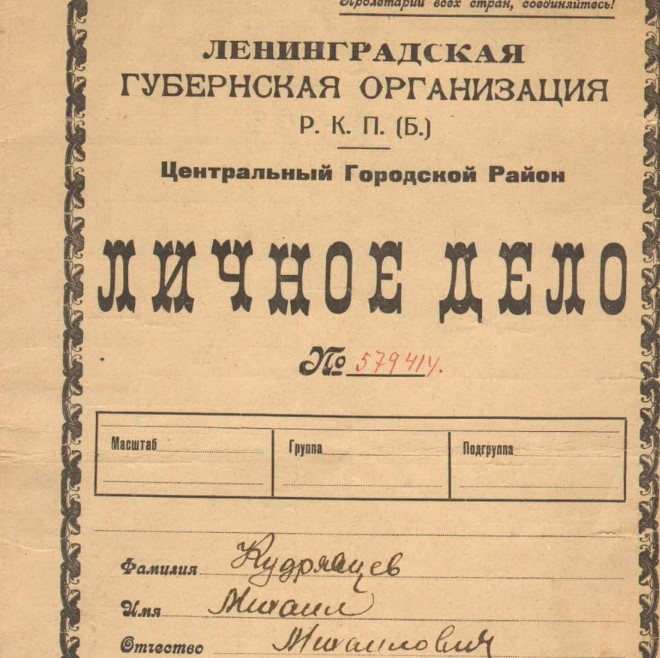 Пролетарии всех стран, соединяйтесь!
ЛЕНИНГРАДСКАЯ
ГУБЕРНСКАЯ ОРГАНИЗАЦИЯ
Р. К. П. (Б.)
Центральный Городской Район
ЛИЧНОЕ ДЕЛО
№ 579414.
Масштаб Группа Подгруппа
Фамилия Кудрявцев
Имя Михаил
Отчество Михаилович